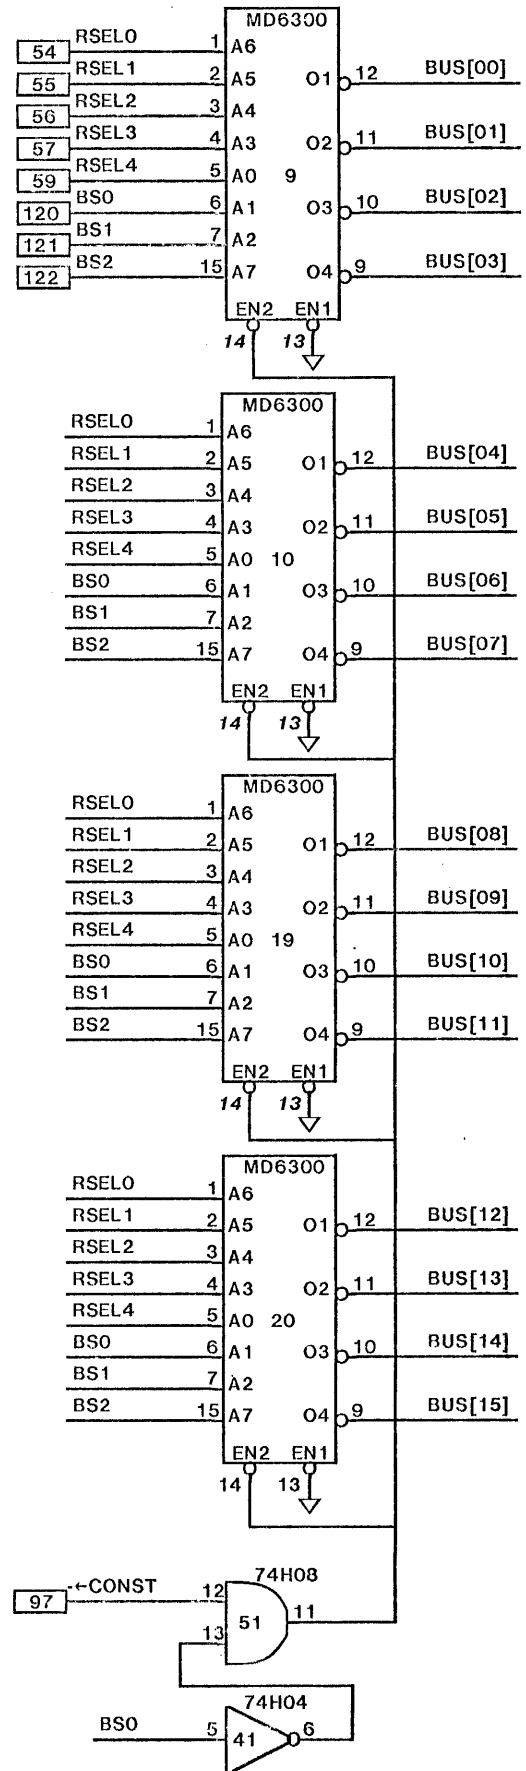 MD6300
54 RSEL0 1 A6
55 RSEL1 2 A5 O1 12 BUS[00]
56 RSEL2 3 A4
57 RSEL3 4 A3 O2 11 BUS[01]
59 RSEL4 5 A0 9
120 BS0 6 A1 O3 10 BUS[02]
121 BS1 7 A2
122 BS2 15 A7 O4 9 BUS[03]
EN2 EN1
14 13
MD6300
RSEL0 1 A6
RSEL1 2 A5 O1 12 BUS[04]
RSEL2 3 A4
RSEL3 4 A3 O2 11 BUS[05]
RSEL4 5 A0 10
BS0 6 A1 O3 10 BUS[06]
BS1 7 A2
BS2 15 A7 O4 9 BUS[07]
EN2 EN1
14 13
MD6300
RSEL0 1 A6
RSEL1 2 A5 O1 12 BUS[08]
RSEL2 3 A4
RSEL3 4 A3 O2 11 BUS[09]
RSEL4 5 A0 19
BS0 6 A1 O3 10 BUS[10]
BS1 7 A2
BS2 15 A7 O4 9 BUS[11]
EN2 EN1
14 13
MD6300
RSEL0 1 A6
RSEL1 2 A5 O1 12 BUS[12]
RSEL2 3 A4
RSEL3 4 A3 O2 11 BUS[13]
RSEL4 5 A0 20
BS0 6 A1 O3 10 BUS[14]
BS1 7 A2
BS2 15 A7 O4 9 BUS[15]
EN2 EN1
14 13
74H08
97 -←CONST 12
51 11
13
74H04
BS0 5 41 6